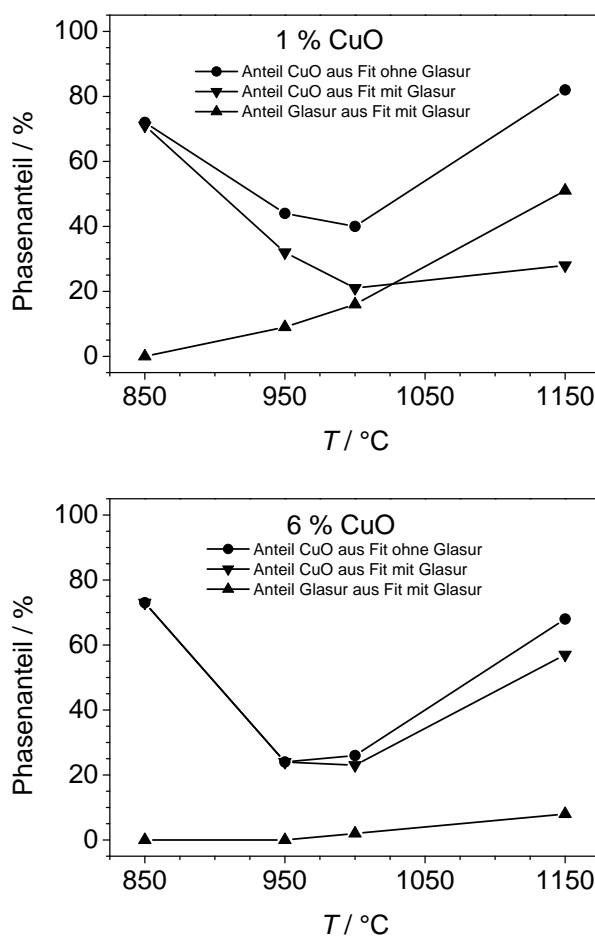 1 % CuO
Anteil CuO aus Fit ohne Glasur
Anteil CuO aus Fit mit Glasur
Anteil Glasur aus Fit mit Glasur
Phasenanteil / %
100
80
60
40
20
0
850
950
1050
1150
T / °C
6 % CuO
Anteil CuO aus Fit ohne Glasur
Anteil CuO aus Fit mit Glasur
Anteil Glasur aus Fit mit Glasur
Phasenanteil / %
100
80
60
40
20
0
850
950
1050
1150
T / °C